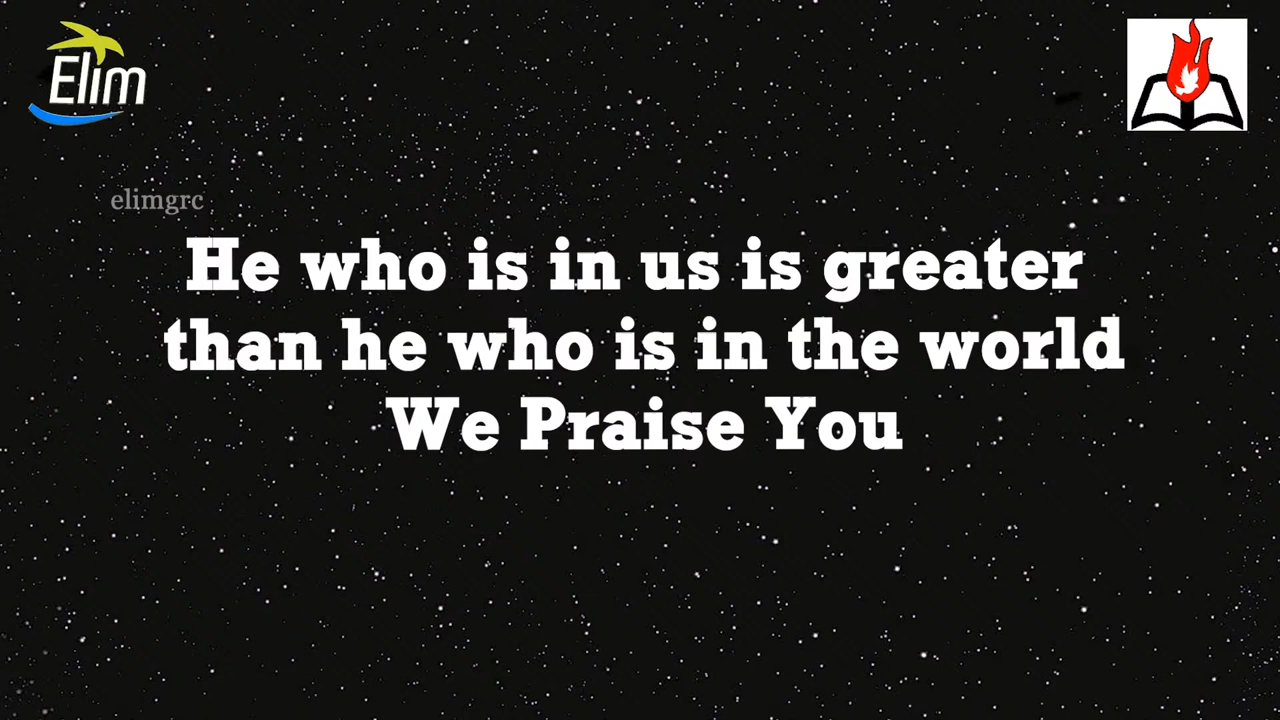 Elim
elimgrc
He who is in us is greater
than he who is in the world
We Praise You